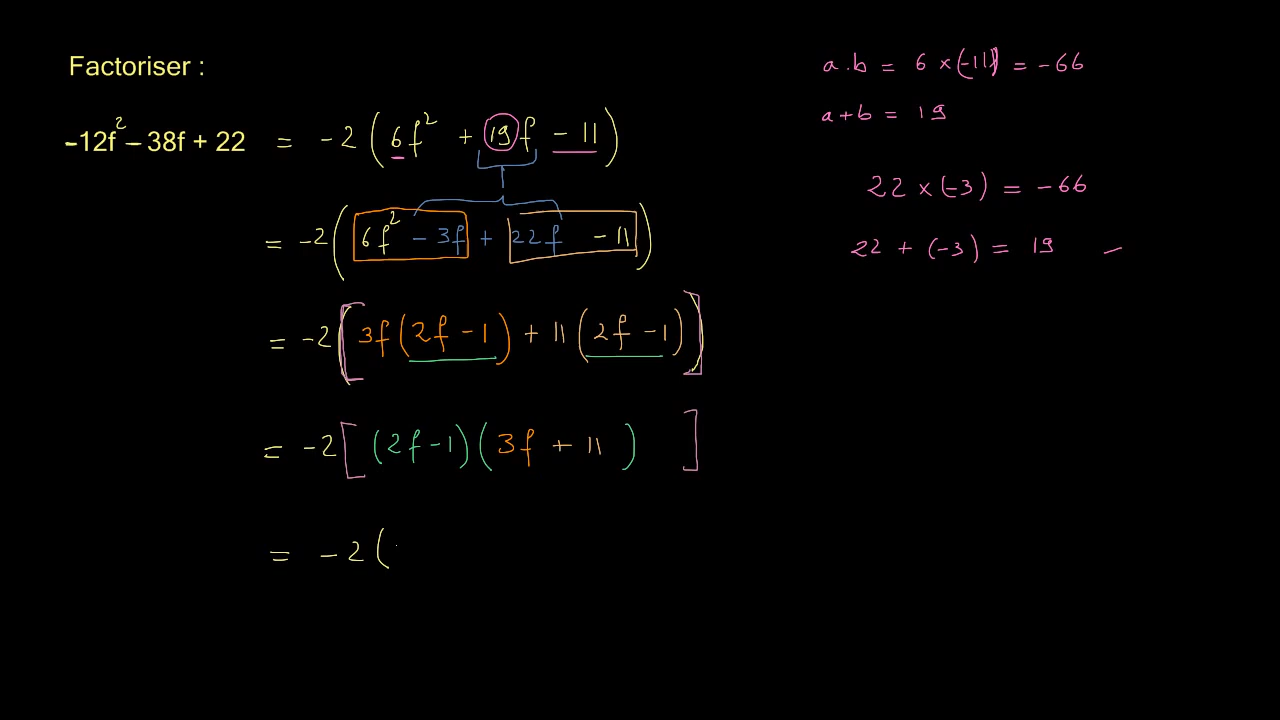 Factoriser :
-12f² - 38f + 22 = -2 (6f² + 19f - 11)
= -2 (6f² - 3f + 22f - 11)
= -2 [(3f (2f - 1) + 11 (2f - 1))]
= -2 [(2f - 1)(3f + 11)]
= -2 (
a.b = 6 × (-11) = -66
a + b = 19
22 × (-3) = -66
22 + (-3) = 19